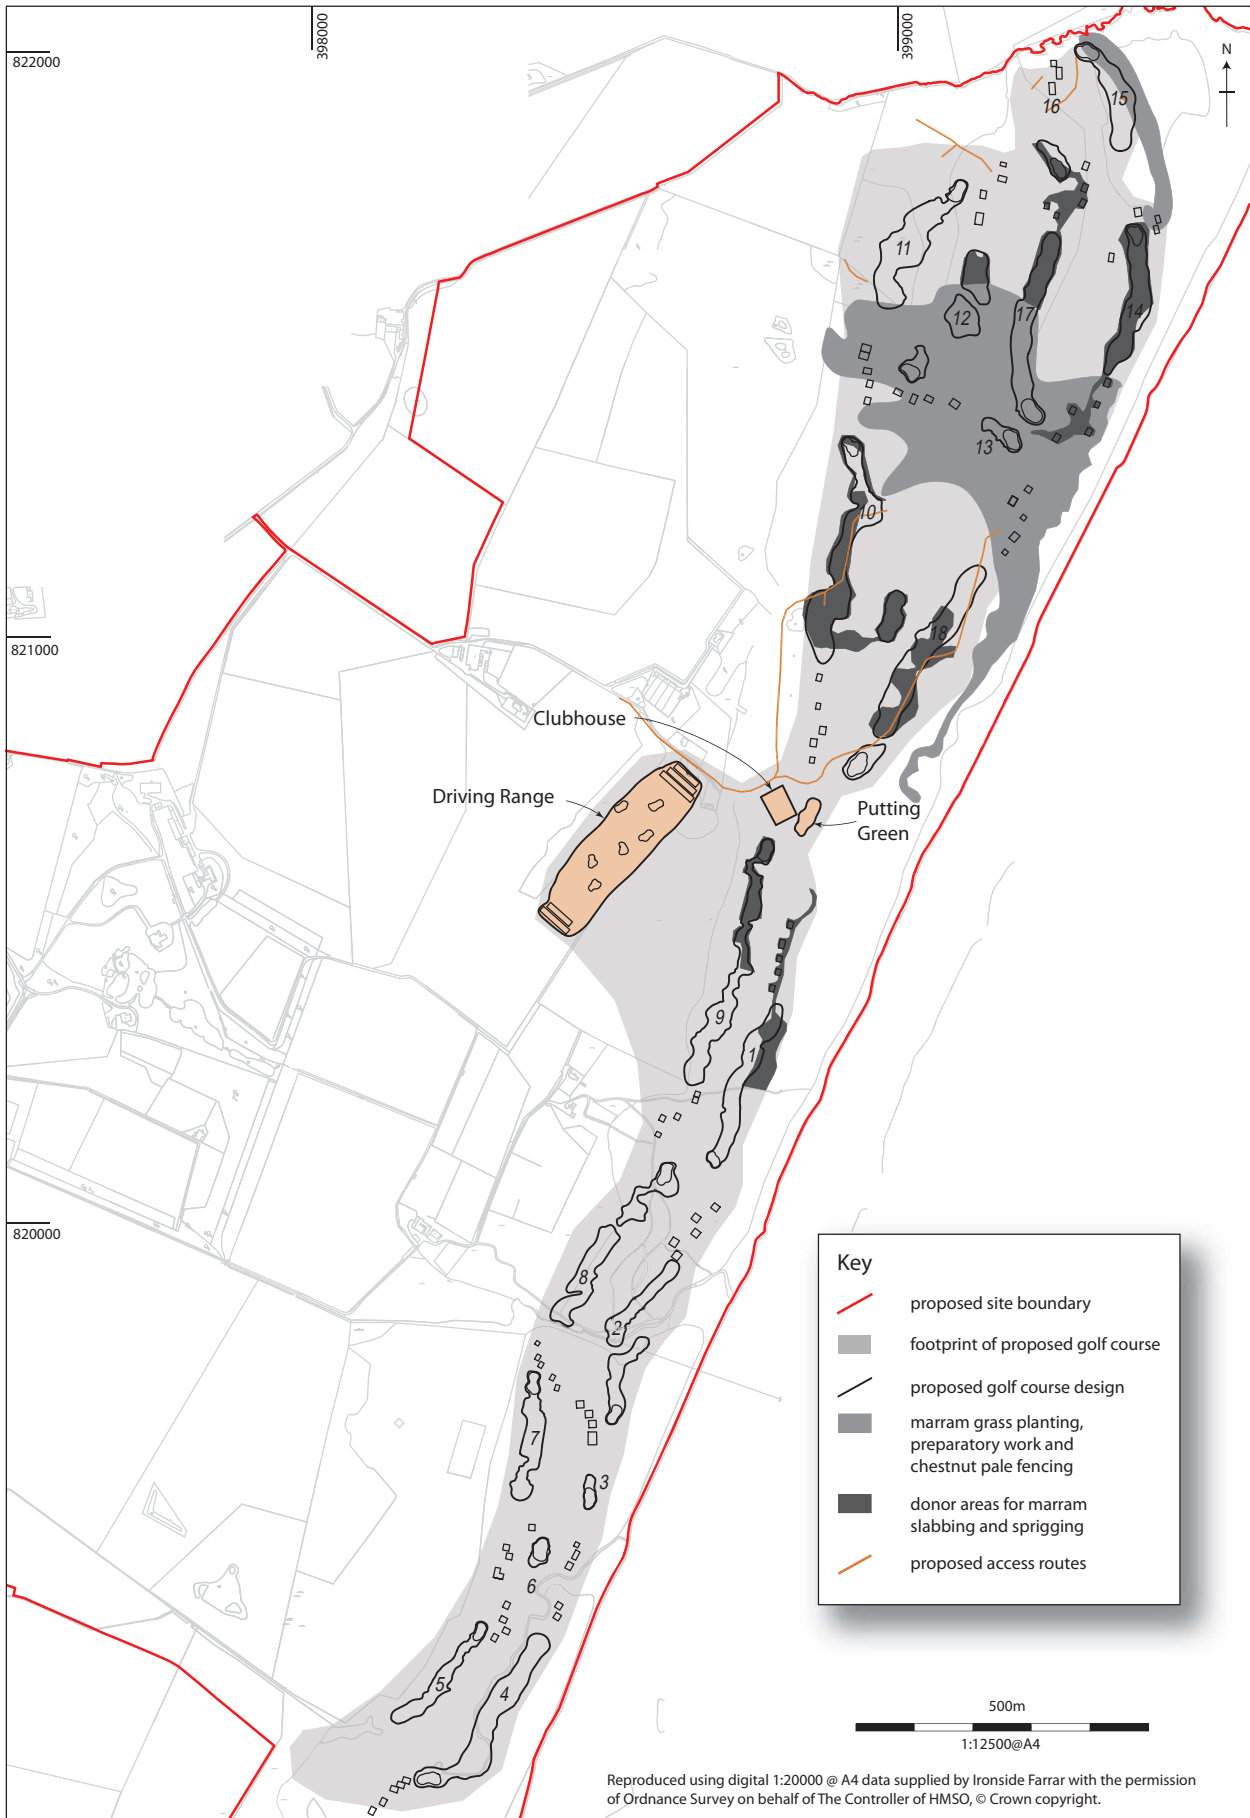 398000
399000
822000
N
16
15
11
12
17
14
13
10
821000
18
Clubhouse
Driving Range
Putting
Green
9
1
820000
8
2
7
3
6
5
4
Key
proposed site boundary
footprint of proposed golf course
proposed golf course design
marram grass planting,
preparatory work and
chestnut pale fencing
donor areas for marram
slabbing and sprigging
proposed access routes
500m
1:12500@A4
Reproduced using digital 1:20000 @ A4 data supplied by Ironside Farrar with the permission
of Ordnance Survey on behalf of The Controller of HMSO, © Crown copyright.